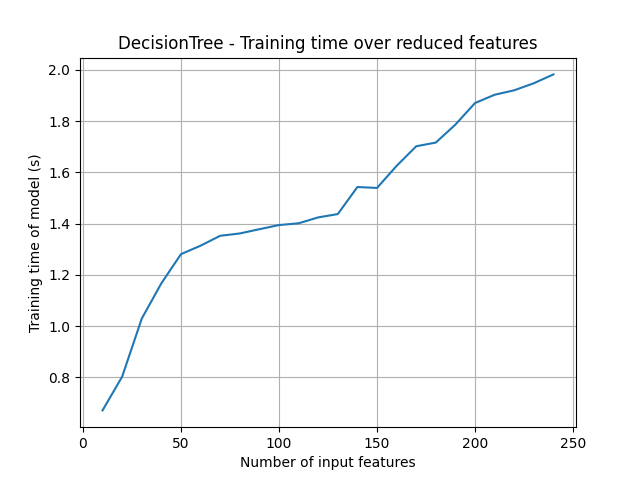 DecisionTree - Training time over reduced features
Training time of model (s)
2.0
1.8
1.6
1.4
1.2
1.0
0.8
0 50 100 150 200 250
Number of input features